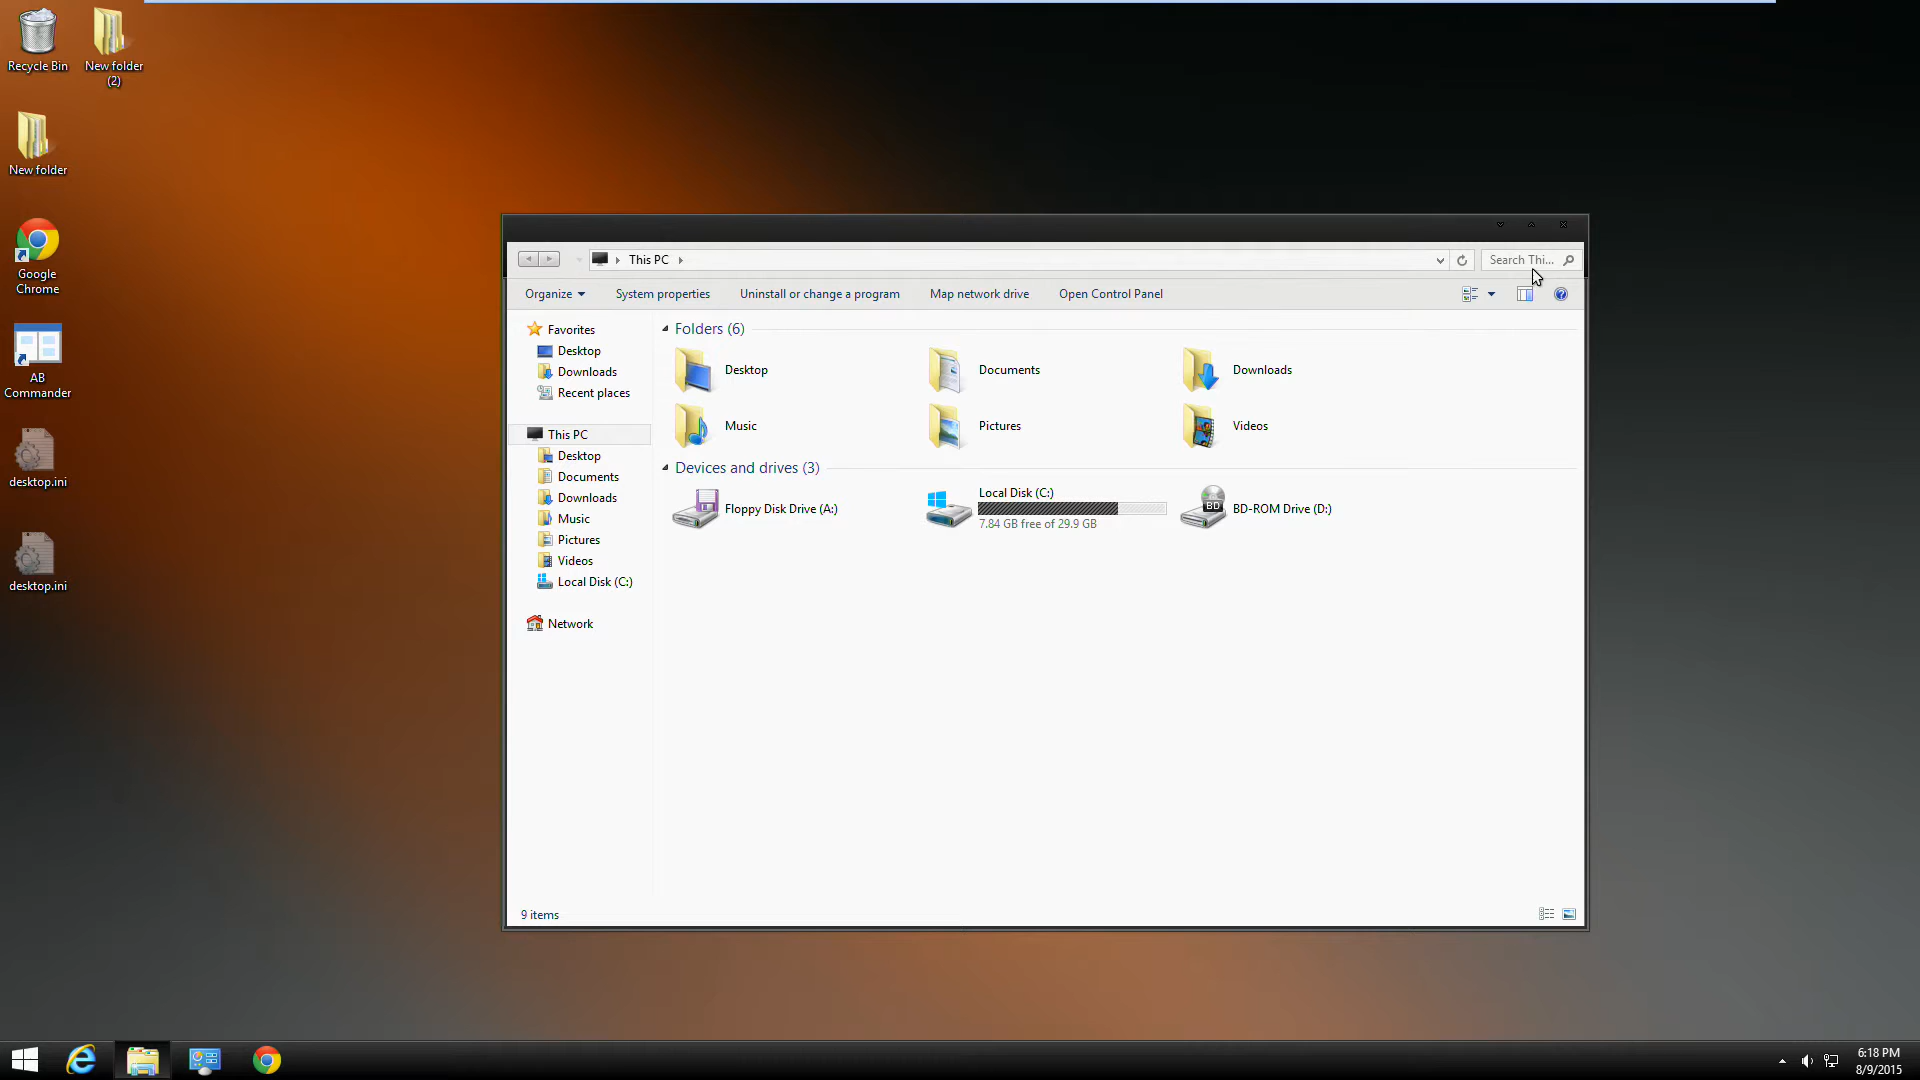 Recycle Bin
New folder
(2)
New folder
Google
Chrome
AB
Commander
desktop.ini
desktop.ini
This PC
Search Thi...
Organize
System properties
Uninstall or change a program
Map network drive
Open Control Panel
Favorites
Desktop
Downloads
Recent places
This PC
Desktop
Documents
Downloads
Music
Pictures
Videos
Local Disk (C:)
Network
Folders (6)
Desktop
Documents
Downloads
Music
Pictures
Videos
Devices and drives (3)
Floppy Disk Drive (A:)
Local Disk (C:)
7.84 GB free of 29.9 GB
BD
BD-ROM Drive (D:)
9 items
6:18 PM
8/9/2015